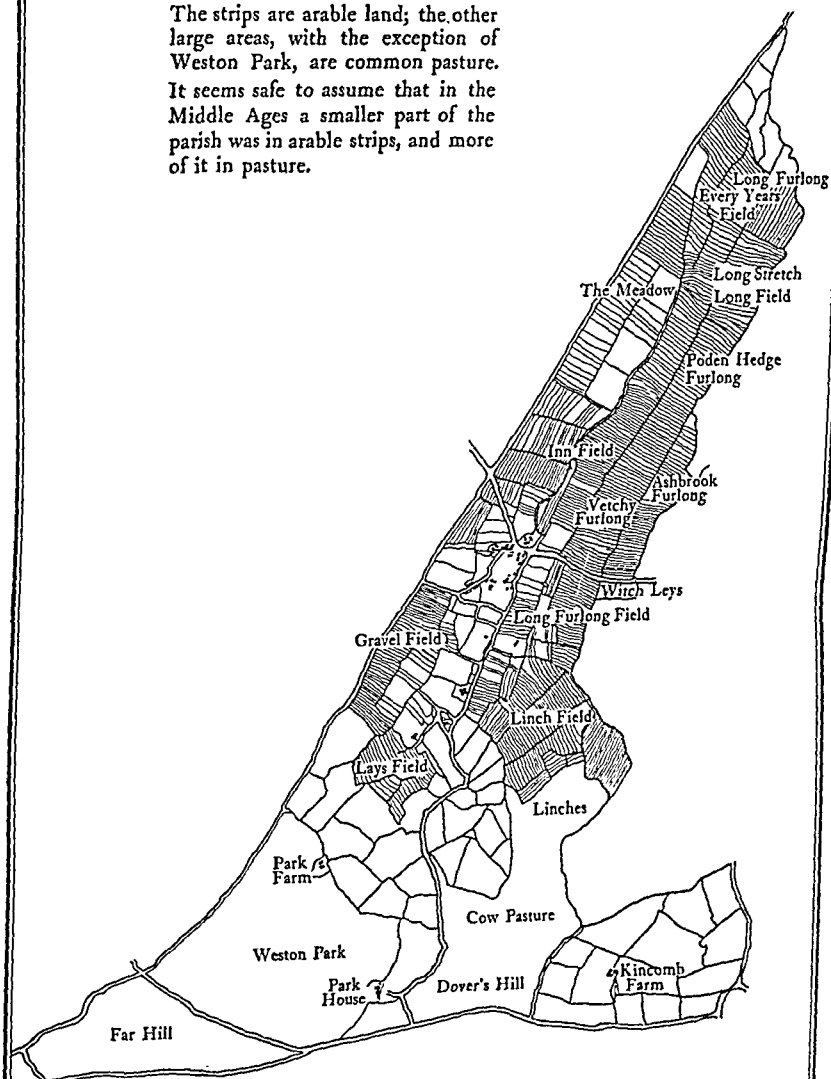 The strips are arable land; the other
large areas, with the exception of
Weston Park, are common pasture.
It seems safe to assume that in the
Middle Ages a smaller part of the
parish was in arable strips, and more
of it in pasture.
Long Furlong
Every Years
Field
Long Stretch
The Meadow
Long Field
Poden Hedge
Furlong
Inn Field
Ashbrook
Furlong
Vetchy
Furlong
Witch Leys
Long Furlong Field
Gravel Field
Linch Field
Lays Field
Linches
Park
Farm
Cow Pasture
Weston Park
Kincomb
Farm
Park
House
Dover's Hill
Far Hill